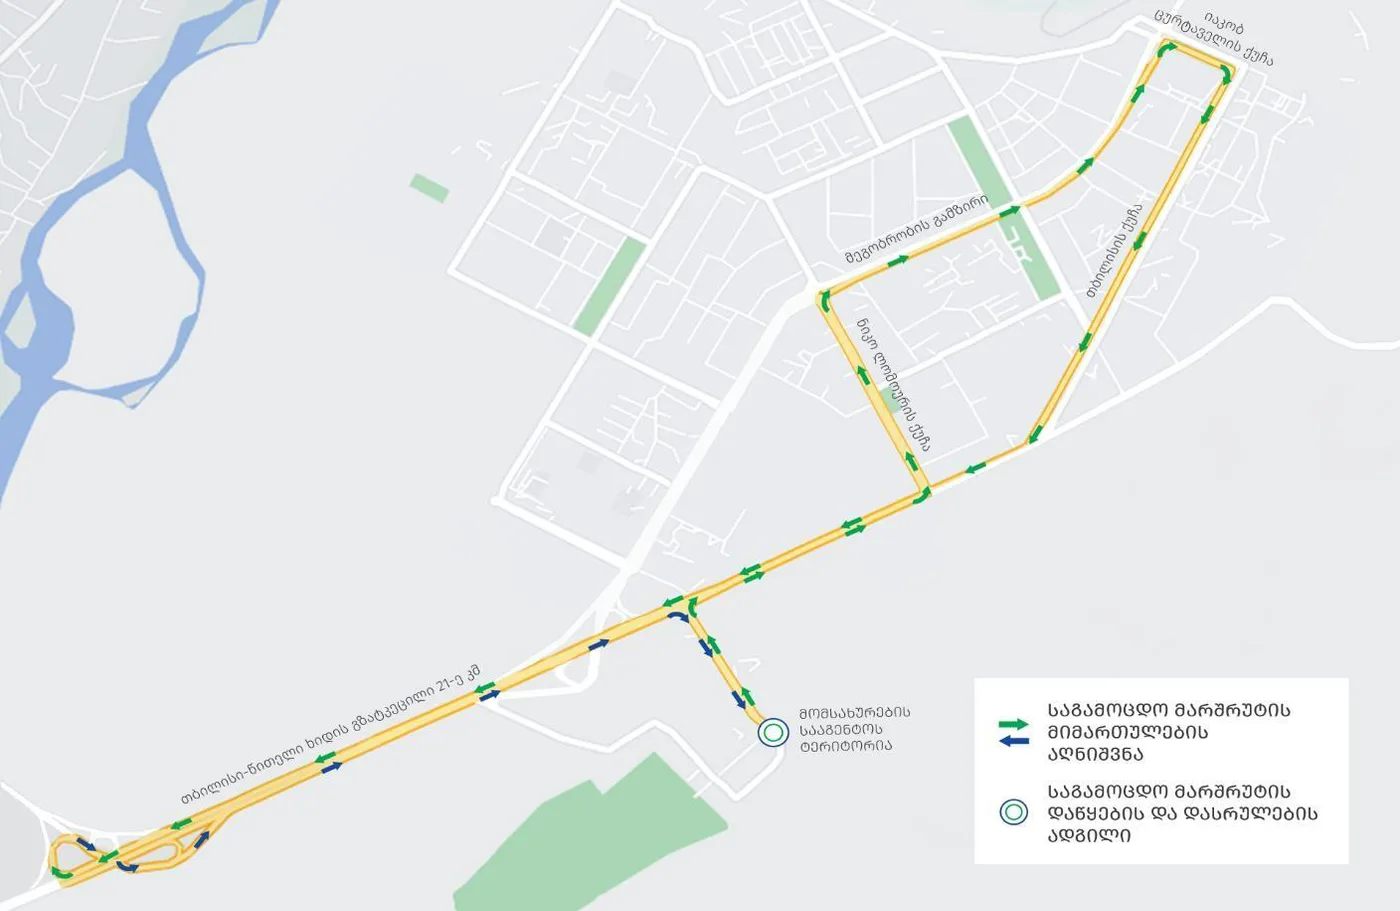 იაკობ
ცურტაველის ქუჩა
მეგობრობის გამზირი
თბილისის ქუჩა
ნიკო ლომოურის ქუჩა
თბილისი-წითელი ხიდის გზატკეცილი 21-ე კმ
მომსახურების
სააგენტოს
ტერიტორია
საგამოცდო მარშრუტის
მიმართულების
აღნიშვნა
საგამოცდო მარშრუტის
დაწყების და დასრულების
ადგილი